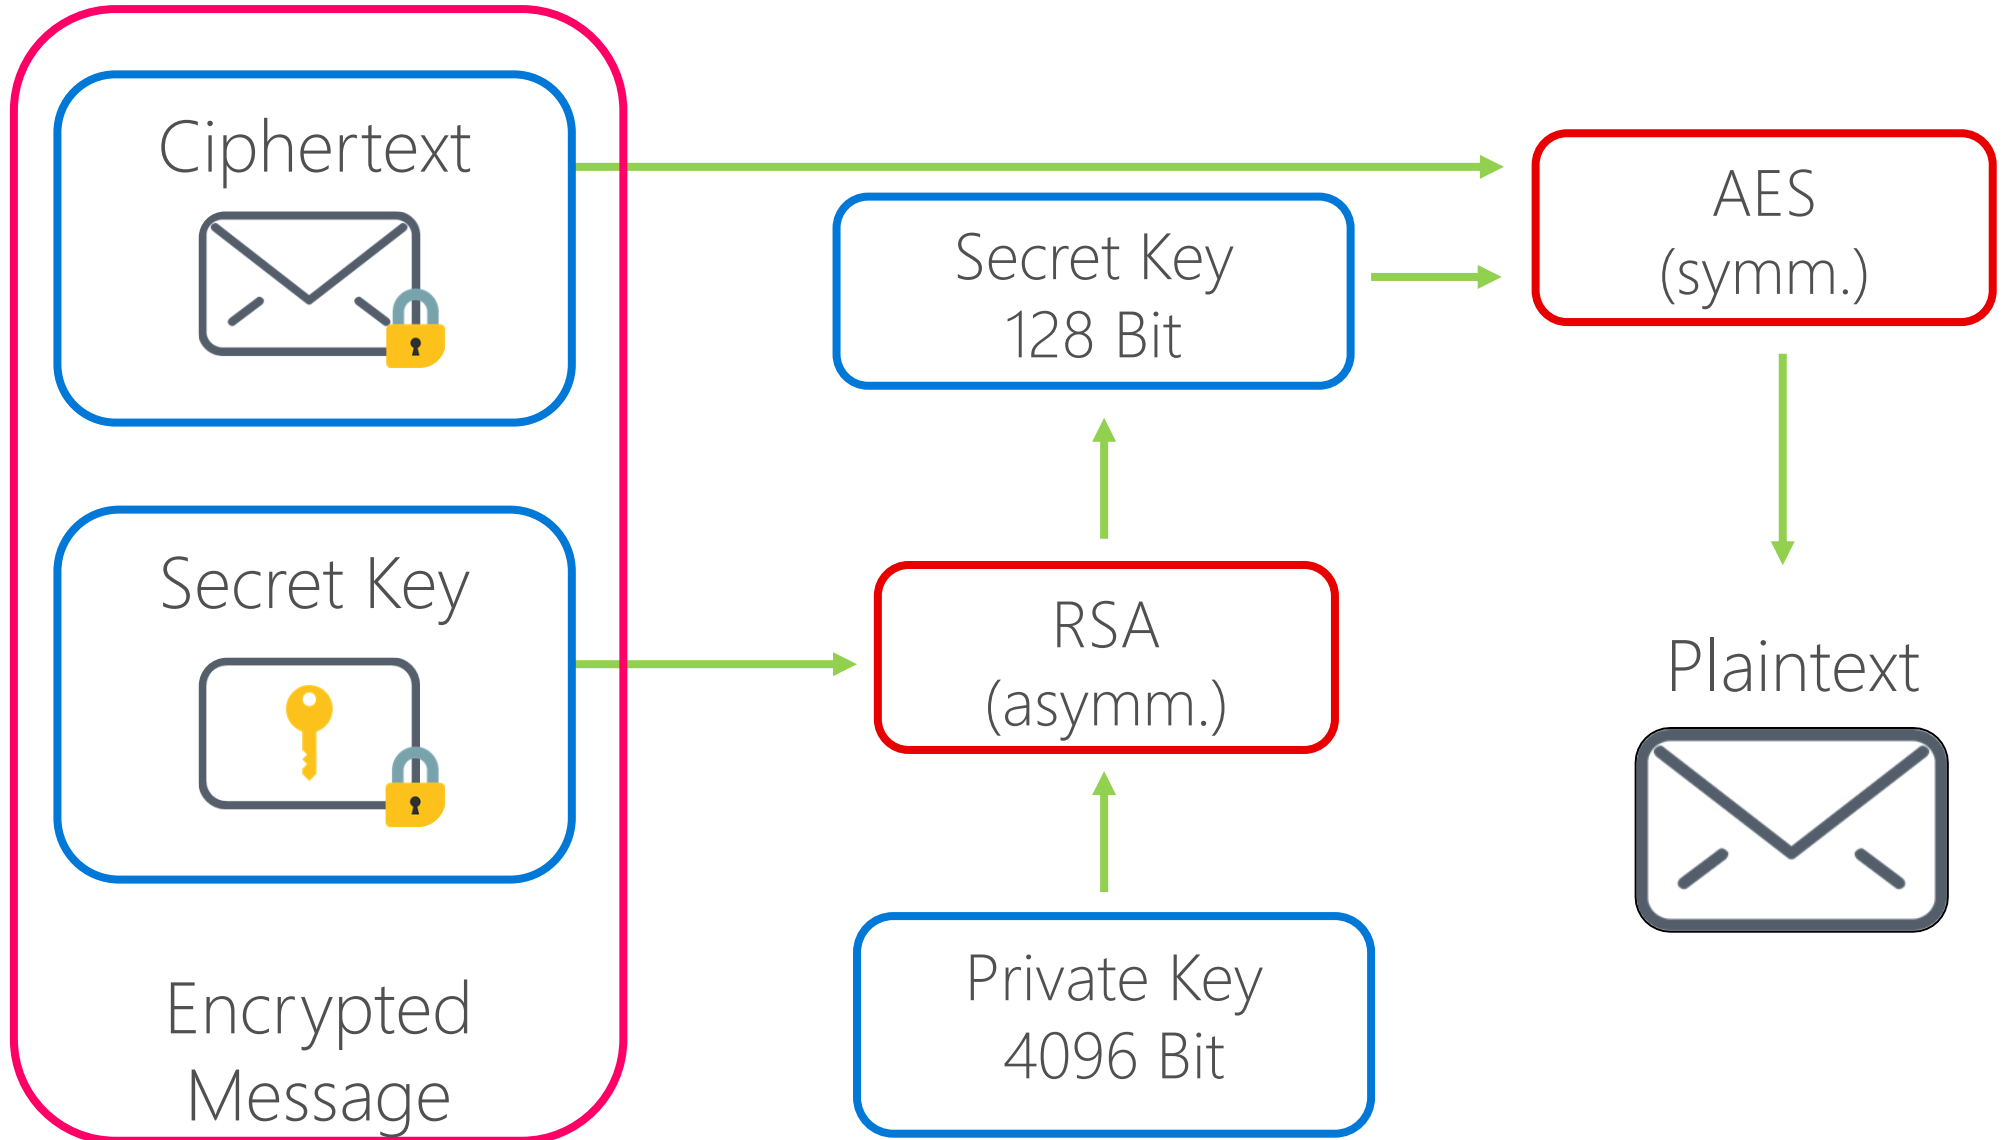 Ciphertext
Secret Key
Encrypted
Message
Secret Key
128 Bit
RSA
(asymm.)
Private Key
4096 Bit
AES
(symm.)
Plaintext